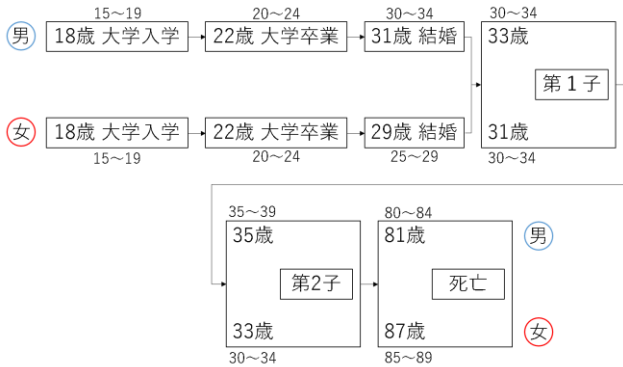 15～19 20～24 30～34 30～34
男 18歳 大学入学 22歳 大学卒業 31歳 結婚 33歳
第１子
女 18歳 大学入学 22歳 大学卒業 29歳 結婚 31歳
15～19 20～24 25～29 30～34
35～39 80～84
35歳 81歳 男
第2子 死亡
33歳 87歳 女
30～34 85～89